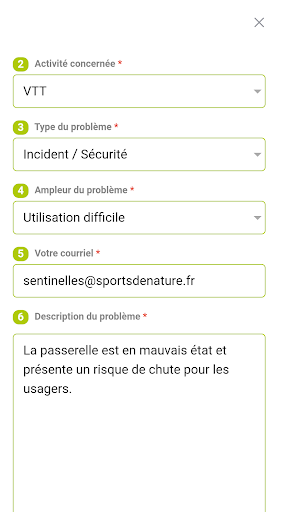 2 Activité concernée *
VTT
3 Type du problème *
Incident / Sécurité
4 Ampleur du problème *
Utilisation difficile
5 Votre courriel *
sentinelles@sportsdenature.fr
6 Description du problème *
La passerelle est en mauvais état et
présente un risque de chute pour les
usagers.